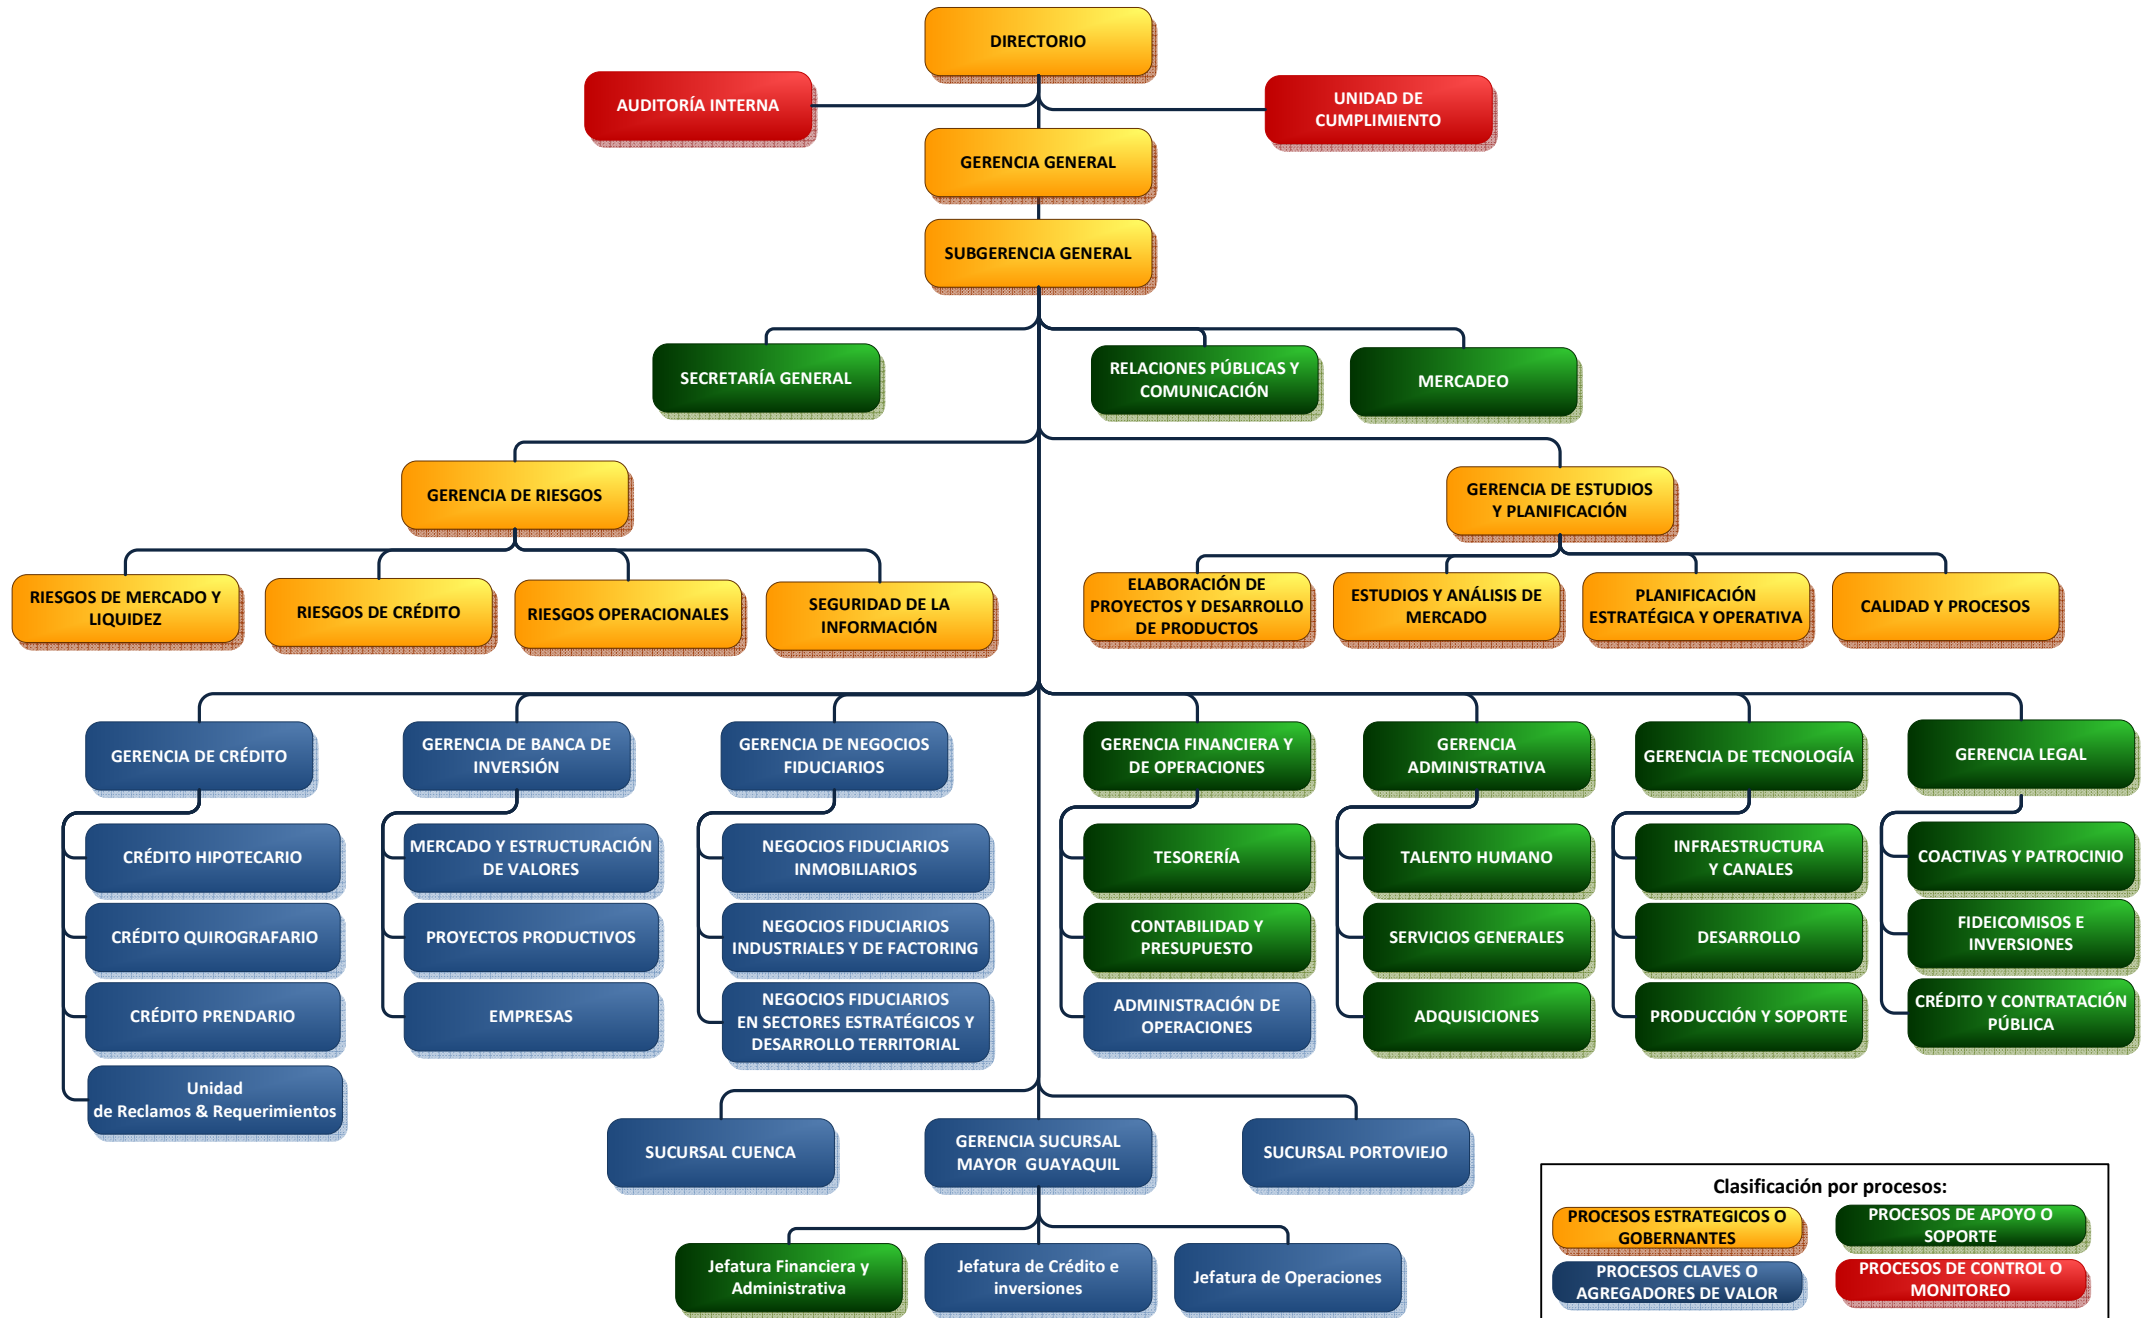 DIRECTORIO
AUDITORÍA INTERNA
UNIDAD DE
CUMPLIMIENTO
GERENCIA GENERAL
SUBGERENCIA GENERAL
SECRETARÍA GENERAL
RELACIONES PÚBLICAS Y
COMUNICACIÓN
MERCADEO
GERENCIA DE RIESGOS
GERENCIA DE ESTUDIOS
Y PLANIFICACIÓN
RIESGOS DE MERCADO Y
LIQUIDEZ
RIESGOS DE CRÉDITO
RIESGOS OPERACIONALES
SEGURIDAD DE LA
INFORMACIÓN
ELABORACIÓN DE
PROYECTOS Y DESARROLLO
DE PRODUCTOS
ESTUDIOS Y ANÁLISIS DE
MERCADO
PLANIFICACIÓN
ESTRATÉGICA Y OPERATIVA
CALIDAD Y PROCESOS
GERENCIA DE CRÉDITO
GERENCIA DE BANCA DE
INVERSIÓN
GERENCIA DE NEGOCIOS
FIDUCIARIOS
GERENCIA FINANCIERA Y
DE OPERACIONES
GERENCIA
ADMINISTRATIVA
GERENCIA DE TECNOLOGÍA
GERENCIA LEGAL
CRÉDITO HIPOTECARIO
MERCADO Y ESTRUCTURACIÓN
DE VALORES
NEGOCIOS FIDUCIARIOS
INMOBILIARIOS
TESORERÍA
TALENTO HUMANO
INFRAESTRUCTURA
Y CANALES
COACTIVAS Y PATROCINIO
CRÉDITO QUIROGRAFARIO
PROYECTOS PRODUCTIVOS
NEGOCIOS FIDUCIARIOS
INDUSTRIALES Y DE FACTORING
CONTABILIDAD Y
PRESUPUESTO
SERVICIOS GENERALES
DESARROLLO
FIDEICOMISOS E
INVERSIONES
CRÉDITO PRENDARIO
EMPRESAS
NEGOCIOS FIDUCIARIOS
EN SECTORES ESTRATÉGICOS Y
DESARROLLO TERRITORIAL
ADMINISTRACIÓN DE
OPERACIONES
ADQUISICIONES
PRODUCCIÓN Y SOPORTE
CRÉDITO Y CONTRATACIÓN
PÚBLICA
Unidad
de Reclamos & Requerimientos
SUCURSAL CUENCA
GERENCIA SUCURSAL
MAYOR GUAYAQUIL
SUCURSAL PORTOVIEJO
Jefatura Financiera y
Administrativa
Jefatura de Crédito e
inversiones
Jefatura de Operaciones
Clasificación por procesos:
PROCESOS ESTRATEGICOS O
GOBERNANTES
PROCESOS DE APOYO O
SOPORTE
PROCESOS CLAVES O
AGREGADORES DE VALOR
PROCESOS DE CONTROL O
MONITOREO